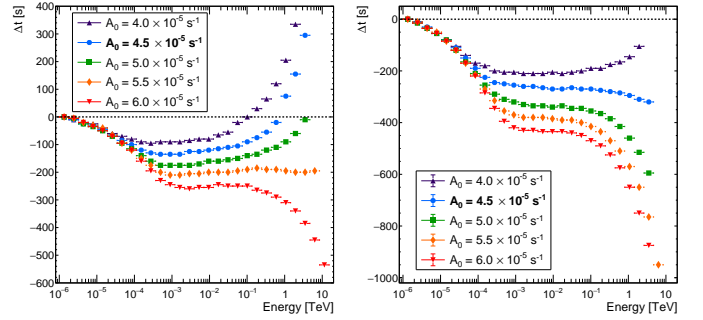 Δt [s]
400
300
200
100
0
−100
−200
−300
−400
−500
−600
A₀ = 4.0 × 10⁻⁵ s⁻¹
A₀ = 4.5 × 10⁻⁵ s⁻¹
A₀ = 5.0 × 10⁻⁵ s⁻¹
A₀ = 5.5 × 10⁻⁵ s⁻¹
A₀ = 6.0 × 10⁻⁵ s⁻¹
10⁻⁶ 10⁻⁵ 10⁻⁴ 10⁻³ 10⁻² 10⁻¹ 1 10
Energy [TeV]
Δt [s]
0
−200
−400
−600
−800
−1000
A₀ = 4.0 × 10⁻⁵ s⁻¹
A₀ = 4.5 × 10⁻⁵ s⁻¹
A₀ = 5.0 × 10⁻⁵ s⁻¹
A₀ = 5.5 × 10⁻⁵ s⁻¹
A₀ = 6.0 × 10⁻⁵ s⁻¹
10⁻⁶ 10⁻⁵ 10⁻⁴ 10⁻³ 10⁻² 10⁻¹ 1 10
Energy [TeV]